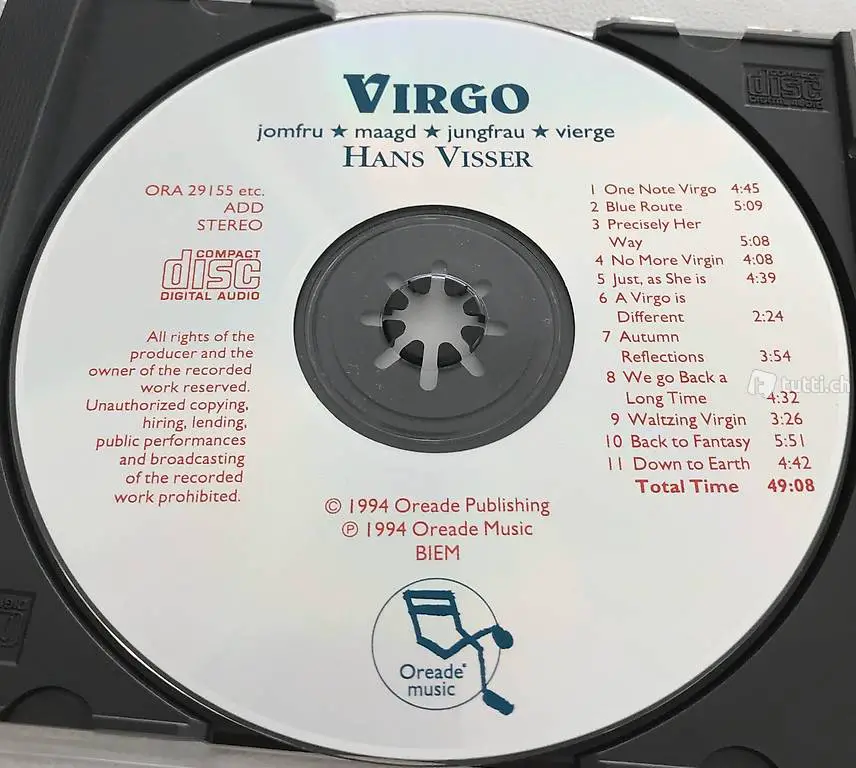 VIRGO
jomfru ★ maagd ★ jungfrau ★ vierge
HANS VISSER
ORA 29155 etc.
ADD
STEREO
COMPACT
disc
DIGITAL AUDIO
All rights of the
producer and the
owner of the recorded
work reserved.
Unauthorized copying,
hiring, lending,
public performances
and broadcasting
of the recorded
work prohibited.
1 One Note Virgo 4:45
2 Blue Route 5:09
3 Precisely Her
Way 5:08
4 No More Virgin 4:08
5 Just, as She is 4:39
6 A Virgo is
Different 2:24
7 Autumn
Reflections 3:54
8 We go Back a
Long Time 4:32
9 Waltzing Virgin 3:26
10 Back to Fantasy 5:51
11 Down to Earth 4:42
Total Time 49:08
© 1994 Oreade Publishing
℗ 1994 Oreade Music
BIEM
Oreade®
music
COMPACT
disc
DIGITAL AUDIO
tutti.ch